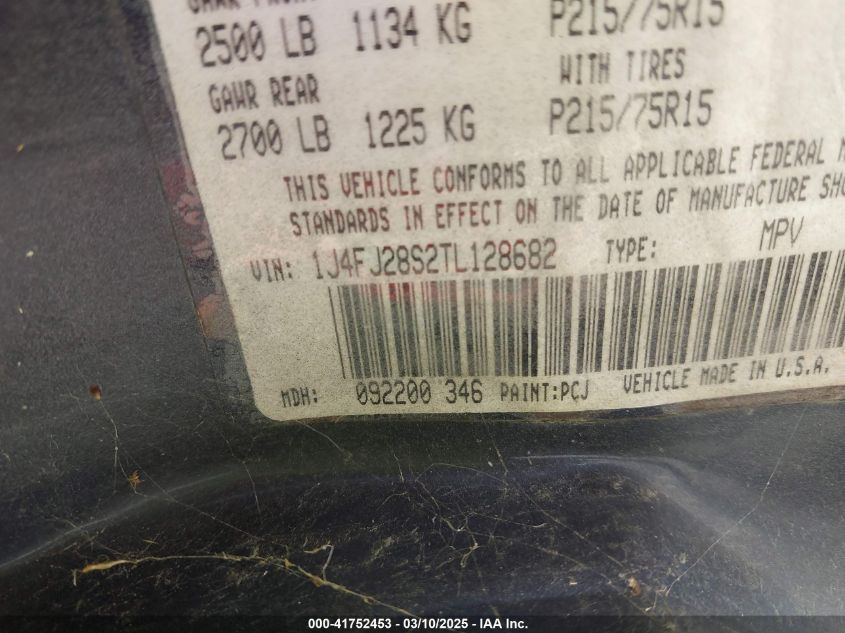 2500 LB 1134 KG P215/75R15
GAWR REAR WITH TIRES
2700 LB 1225 KG P215/75R15
THIS VEHICLE CONFORMS TO ALL APPLICABLE FEDERAL
STANDARDS IN EFFECT ON THE DATE OF MANUFACTURE
VIN: 1J4FJ28S2TL128682 TYPE: MPV
MDH: 092200 346 PAINT:PCJ VEHICLE MADE IN U.S.A.
000-41752453 - 03/10/2025 - IAA Inc.